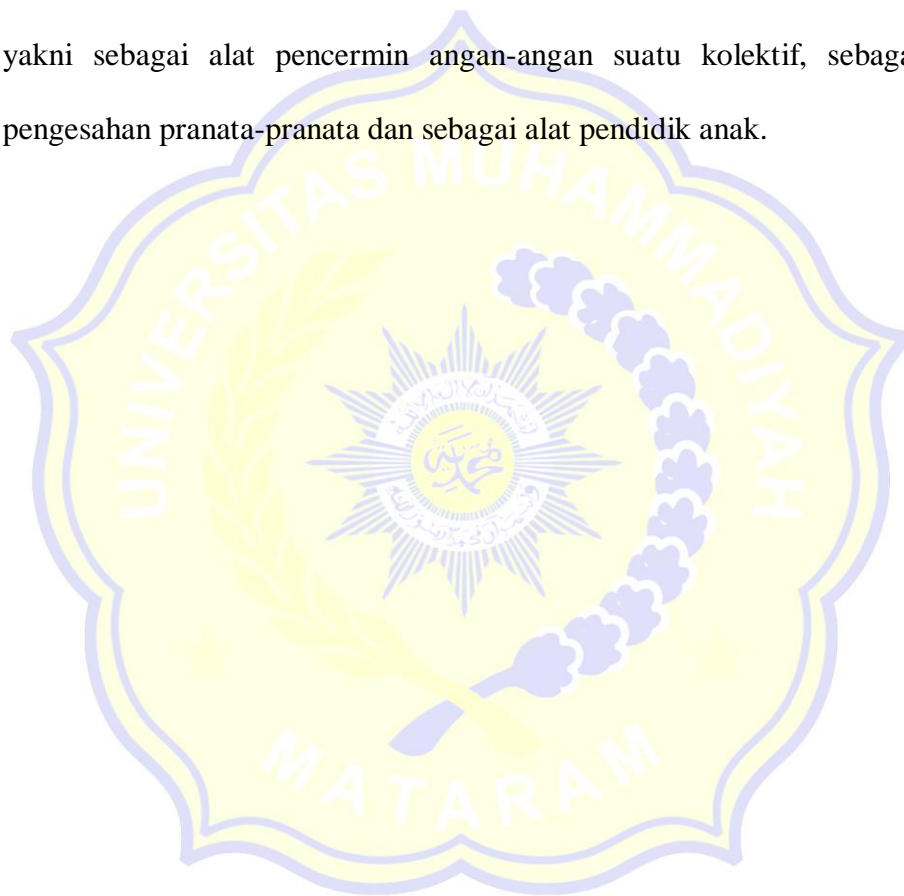 yakni sebagai alat pencermin angan-angan suatu kolektif, sebaga
pengesahan pranata-pranata dan sebagai alat pendidik anak.
UNIVERSITAS MUHAMMADIYAH
محمدية
MATARAM